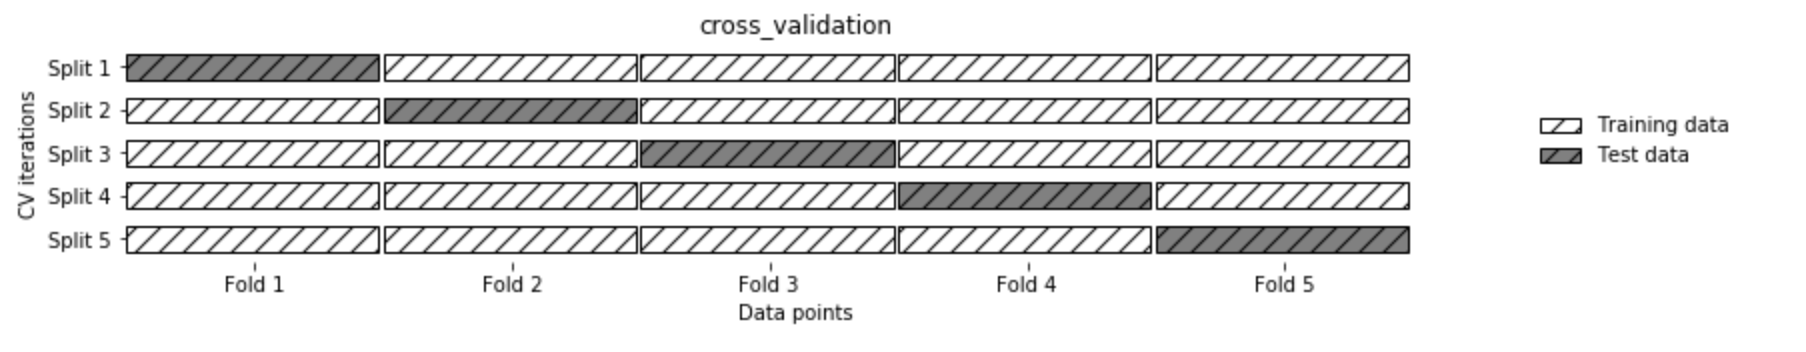 cross_validation
Split 1
Split 2
Split 3
Split 4
Split 5
CV iterations
Fold 1 Fold 2 Fold 3 Fold 4 Fold 5
Data points
Training data
Test data